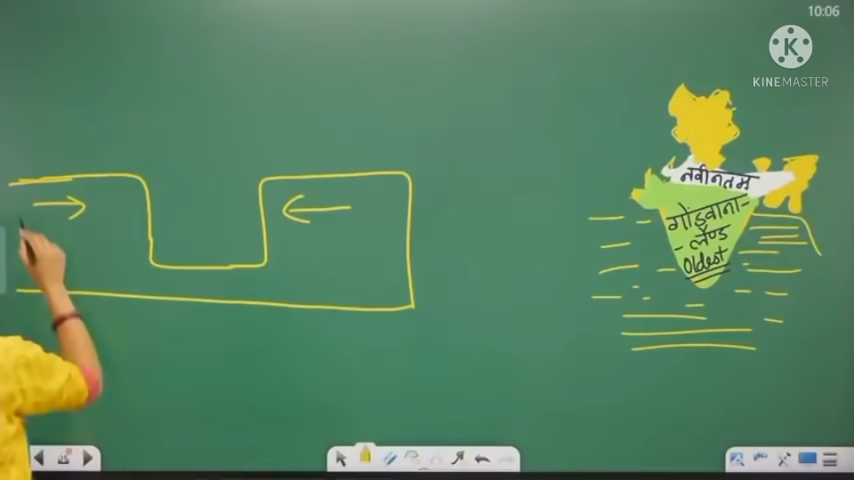 10:06
K
KINEMASTER
नवीनतम
गोंडवाना-
-लैण्ड
Oldest